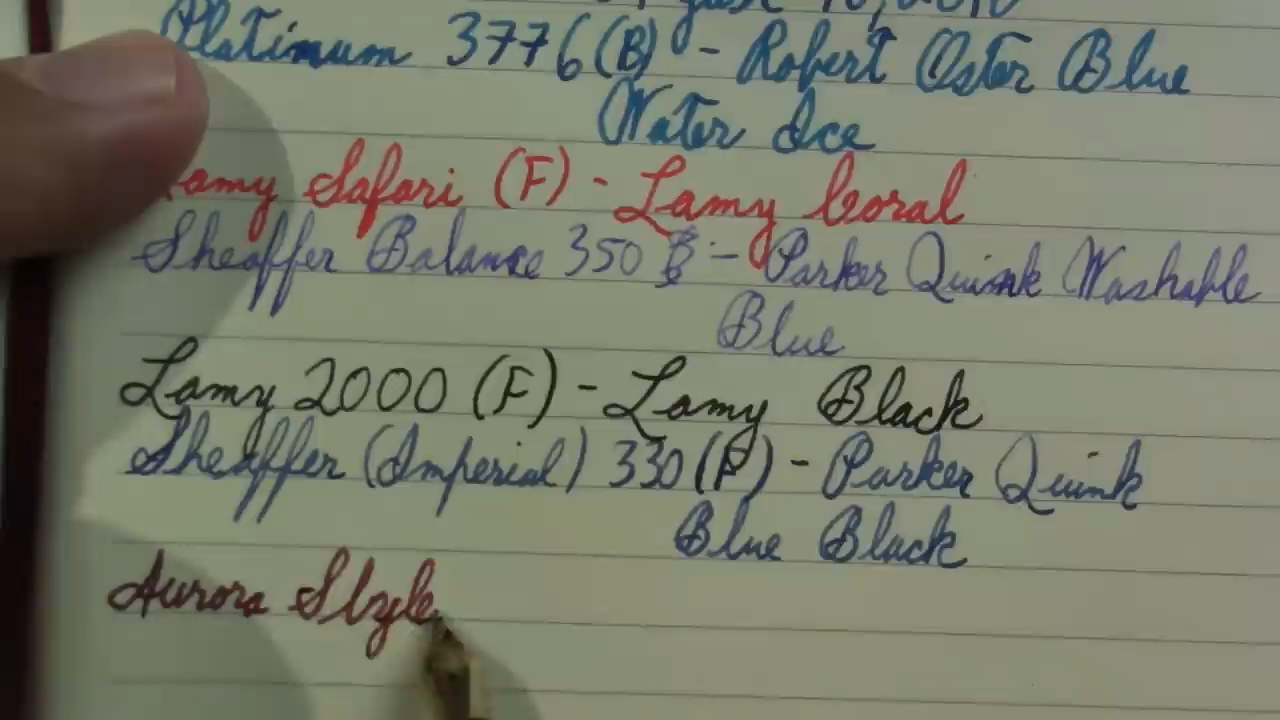 Platinum 3776 (B) - Robert Oster Blue
Water Ice
Lamy Safari (F) - Lamy Coral
Sheaffer Balance 350 B - Parker Quink Washable
Blue
Lamy 2000 (F) - Lamy Black
Sheaffer (Imperial) 330 (F) - Parker Quink
Blue Black
Aurora Style